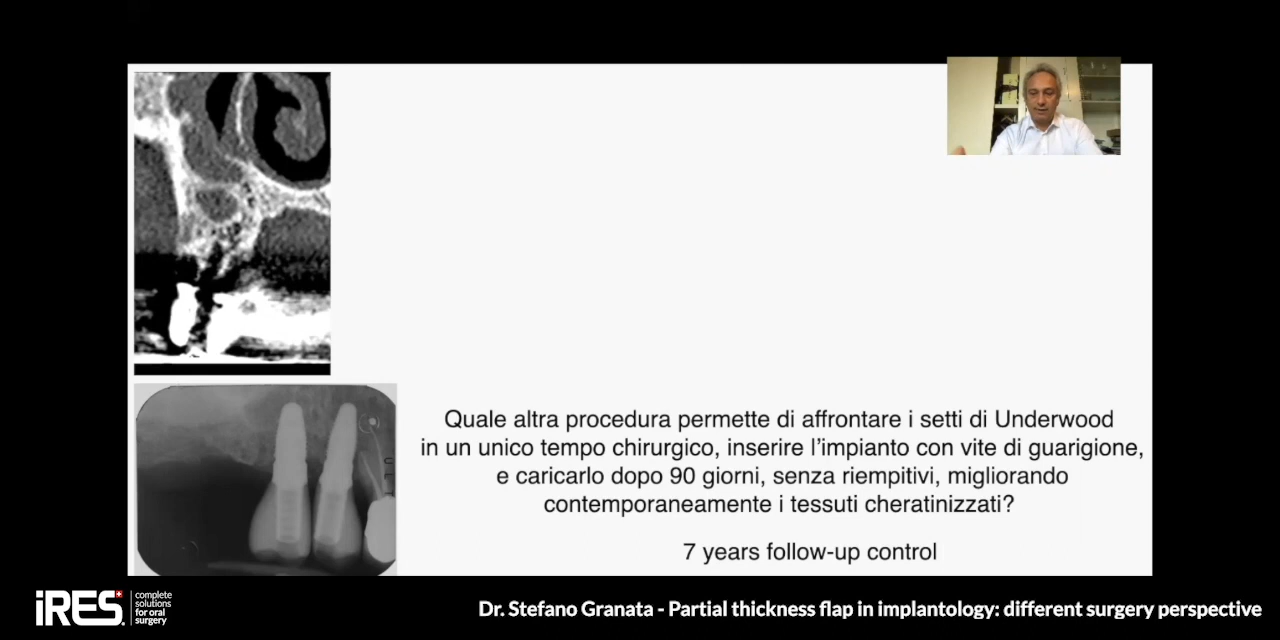 Quale altra procedura permette di affrontare i setti di Underwood
in un unico tempo chirurgico, inserire l'impianto con vite di guarigione,
e caricarlo dopo 90 giorni, senza riempitivi, migliorando
contemporaneamente i tessuti cheratinizzati?
7 years follow-up control
iRES.
complete
solutions
for oral
surgery
Dr. Stefano Granata - Partial thickness flap in implantology: different surgery perspective